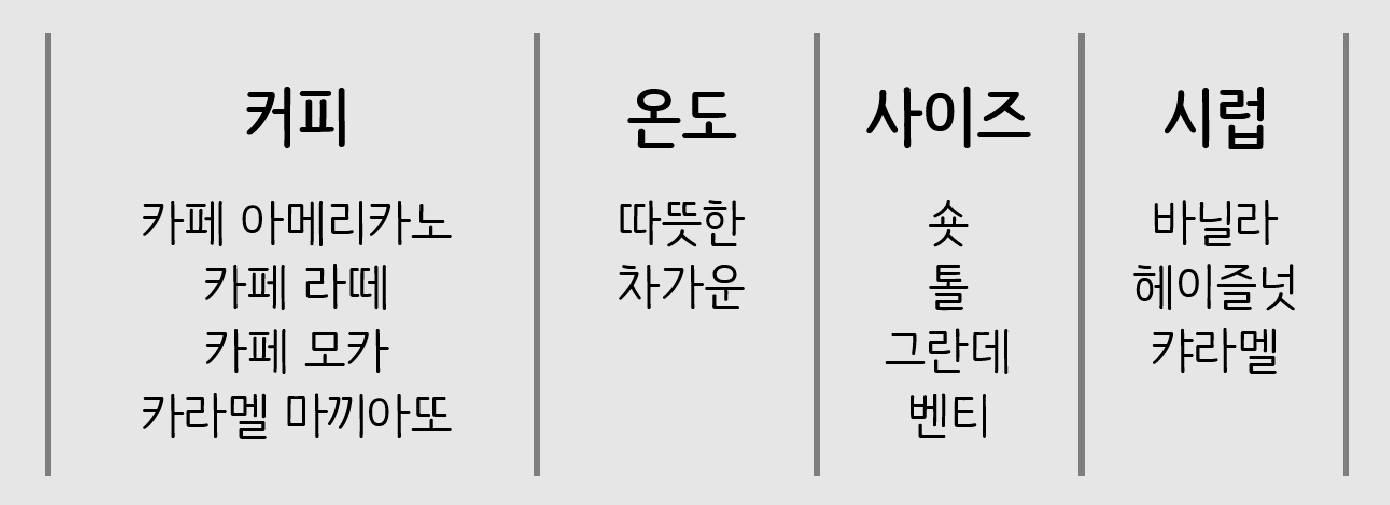 커피
카페 아메리카노
카페 라떼
카페 모카
카라멜 마끼아또
온도
따뜻한
차가운
사이즈
숏
톨
그란데
벤티
시럽
바닐라
헤이즐넛
캬라멜